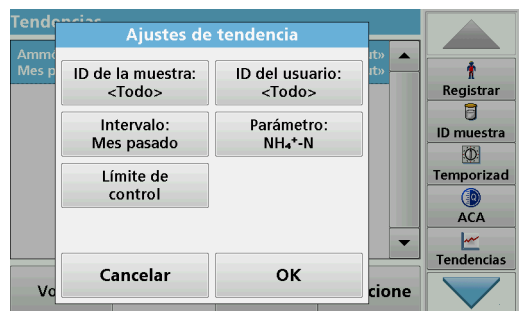 Tendencias
Ajustes de tendencia
ID de la muestra:
<Todo>
ID del usuario:
<Todo>
Intervalo:
Mes pasado
Parámetro:
NH₄⁺-N
Límite de
control
Cancelar
OK
Registrar
ID muestra
Temporizad
ACA
Tendencias